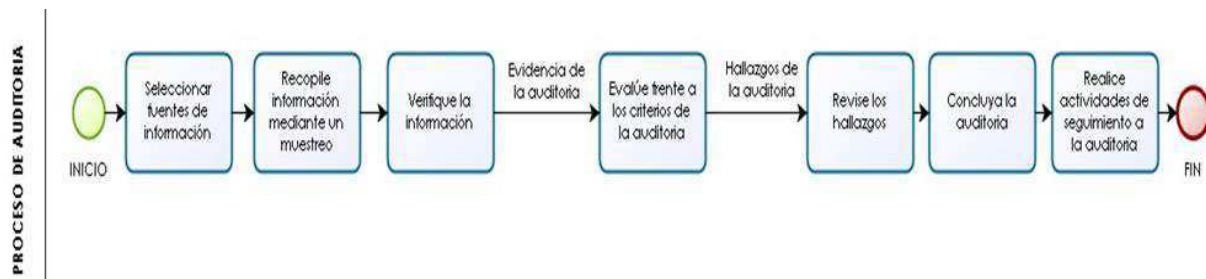 PROCESO DE AUDITORIA
INICIO
Seleccionar
fuentes de
información
Recopile
información
mediante un
muestreo
Verifique la
información
Evidencia de
la auditoria
Evalúe frente a
los criterios de
la auditoria
Hallazgos de
la auditoria
Revise los
hallazgos
Concluya la
auditoria
Realice
actividades de
seguimiento a
la auditoria
FIN